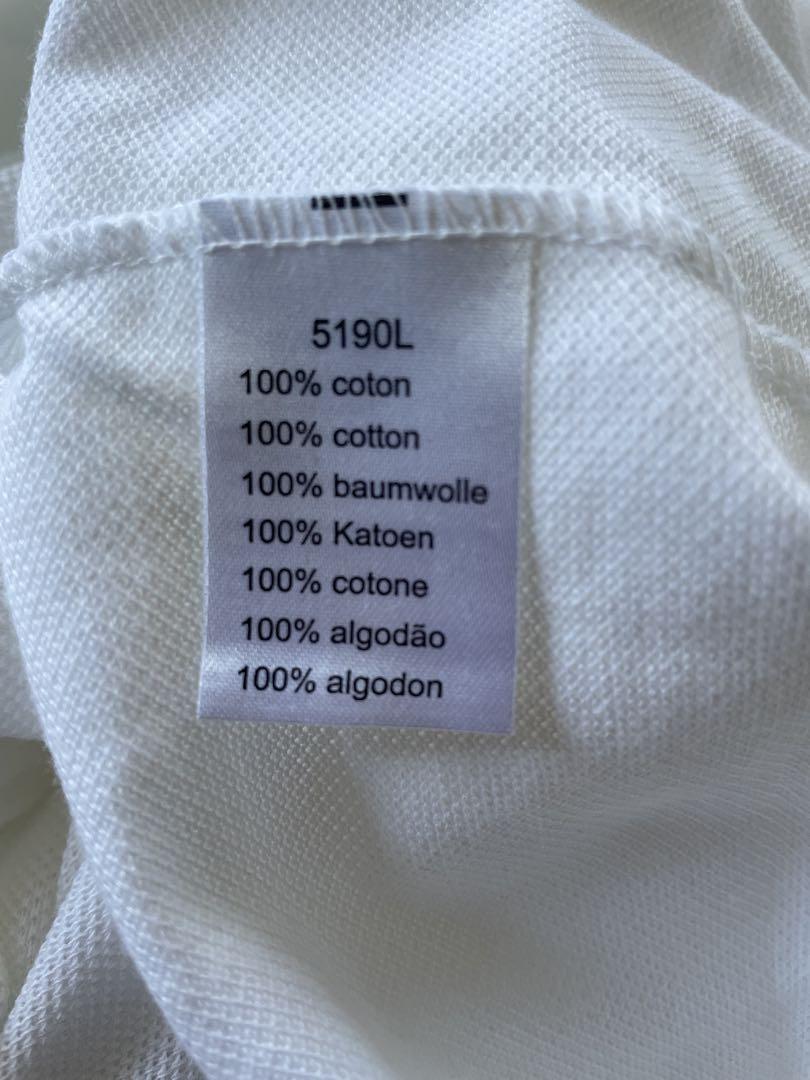 5190L
100% coton
100% cotton
100% baumwolle
100% Katoen
100% cotone
100% algodão
100% algodon